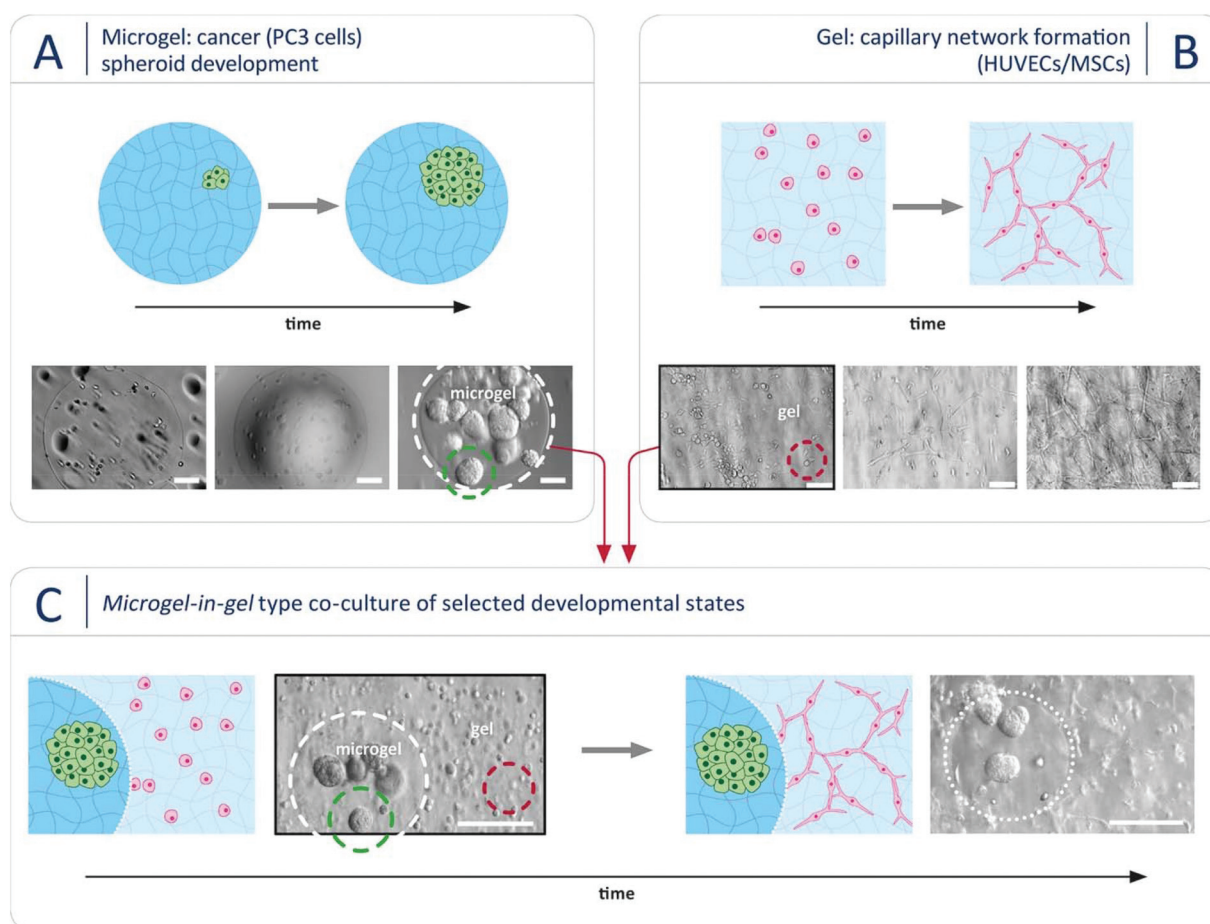 A
Microgel: cancer (PC3 cells)
spheroid development
time
microgel
Gel: capillary network formation
(HUVECs/MSCs)
B
time
gel
C
Microgel-in-gel type co-culture of selected developmental states
microgel
gel
time